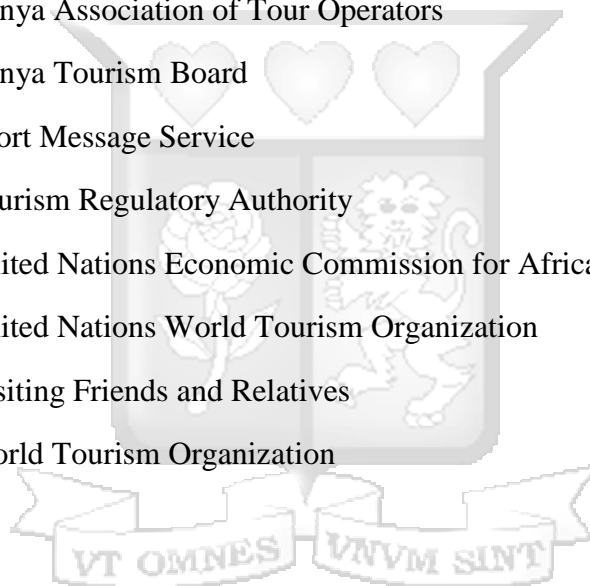 nya Association of Tour Operators
nya Tourism Board
ort Message Service
urism Regulatory Authority
ited Nations Economic Commission for Africa
ited Nations World Tourism Organization
siting Friends and Relatives
orld Tourism Organization
VT OMNES VNVM SINT